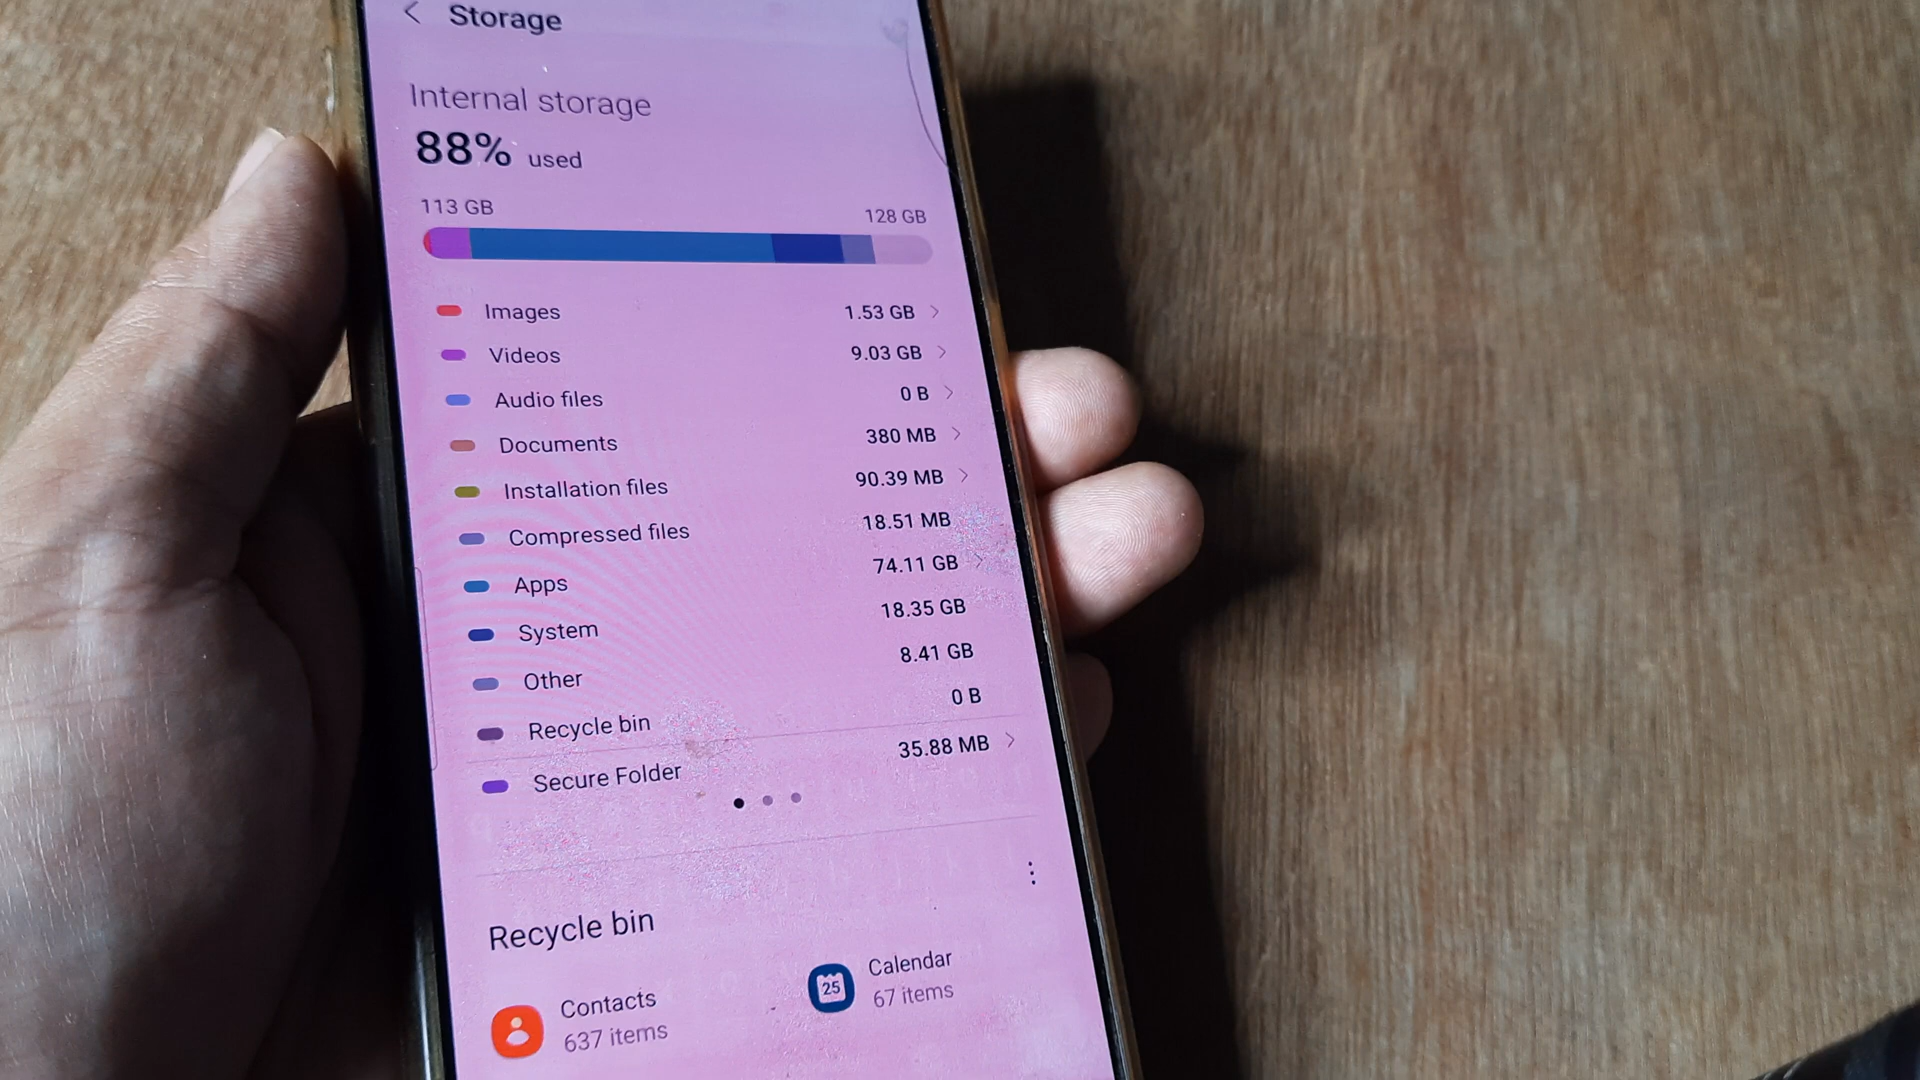 Storage
Internal storage
88% used
113 GB 128 GB
Images 1.53 GB
Videos 9.03 GB
Audio files 0 B
Documents 380 MB
Installation files 90.39 MB
Compressed files 18.51 MB
Apps 74.11 GB
System 18.35 GB
Other 8.41 GB
Recycle bin 0 B
Secure Folder 35.88 MB
Recycle bin
Contacts
637 items
25
Calendar
67 items